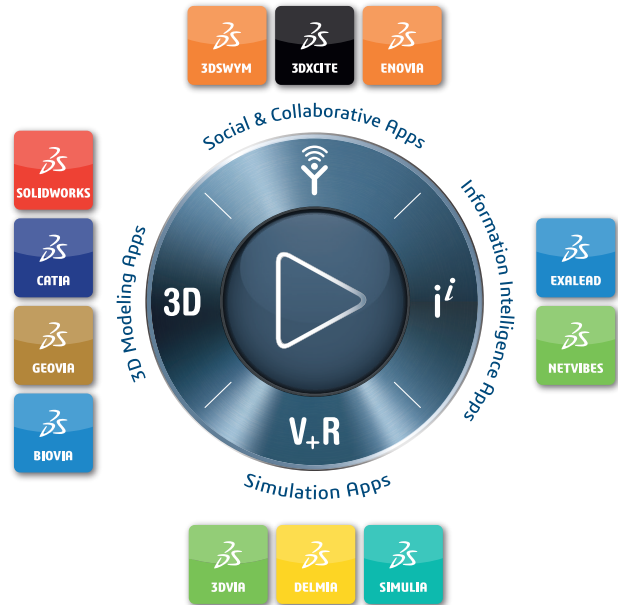 3DSWYM
3DXCITE
ENOVIA
Social & Collaborative Apps
SOLIDWORKS
CATIA
GEOVIA
BIOVIA
3D Modeling Apps
3D
Information Intelligence Apps
iⁱ
EXALEAD
NETVIBES
V₊R
Simulation Apps
3DVIA
DELMIA
SIMULIA